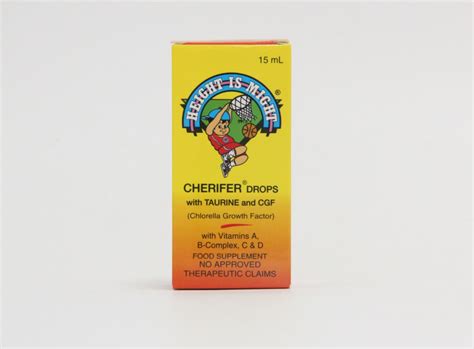 15 mL
HEIGHT IS MIGHT ®
CHERIFER® DROPS
with TAURINE and CGF
(Chlorella Growth Factor)
with Vitamins A,
B-Complex, C & D
FOOD SUPPLEMENT
NO APPROVED
THERAPEUTIC CLAIMS